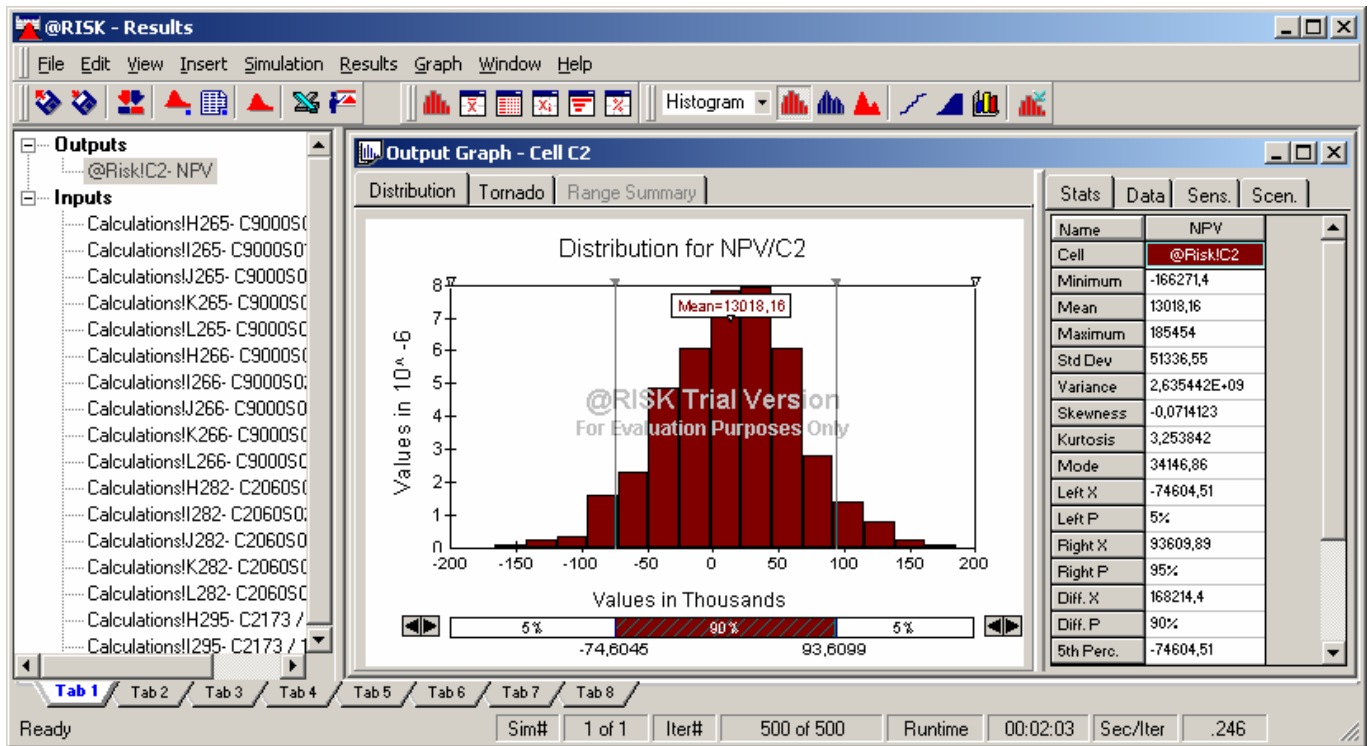 @RISK - Results
File Edit View Insert Simulation Results Graph Window Help
Histogram
Outputs
@Risk!C2- NPV
Inputs
Calculations!H265- C9000S0
Calculations!I265- C9000S0
Calculations!J265- C9000S0
Calculations!K265- C9000S0
Calculations!L265- C9000S0
Calculations!H266- C9000S0
Calculations!I266- C9000S0
Calculations!J266- C9000S0
Calculations!K266- C9000S0
Calculations!L266- C9000S0
Calculations!H282- C2060S0
Calculations!I282- C2060S0
Calculations!J282- C2060S0
Calculations!K282- C2060S0
Calculations!L282- C2060S0
Calculations!H295- C2173 /
Calculations!I295- C2173 / 1
Output Graph - Cell C2
Distribution Tornado Range Summary
Distribution for NPV/C2
Mean=13018,16
Values in 10^ -6
8
7
6
5
4
3
2
1
0
@RISK Trial Version
For Evaluation Purposes Only
-200 -150 -100 -50 0 50 100 150 200
Values in Thousands
5% 90% 5%
-74,6045 93,6099
Stats Data Sens. Scen.
Name NPV
Cell @Risk!C2
Minimum -166271,4
Mean 13018,16
Maximum 185454
Std Dev 51336,55
Variance 2,635442E+09
Skewness -0,0714123
Kurtosis 3,253842
Mode 34146,86
Left X -74604,51
Left P 5%
Right X 93609,89
Right P 95%
Diff. X 168214,4
Diff. P 90%
5th Perc. -74604,51
Tab 1 Tab 2 Tab 3 Tab 4 Tab 5 Tab 6 Tab 7 Tab 8
Ready Sim# 1 of 1 Iter# 500 of 500 Runtime 00:02:03 Sec/Iter .246